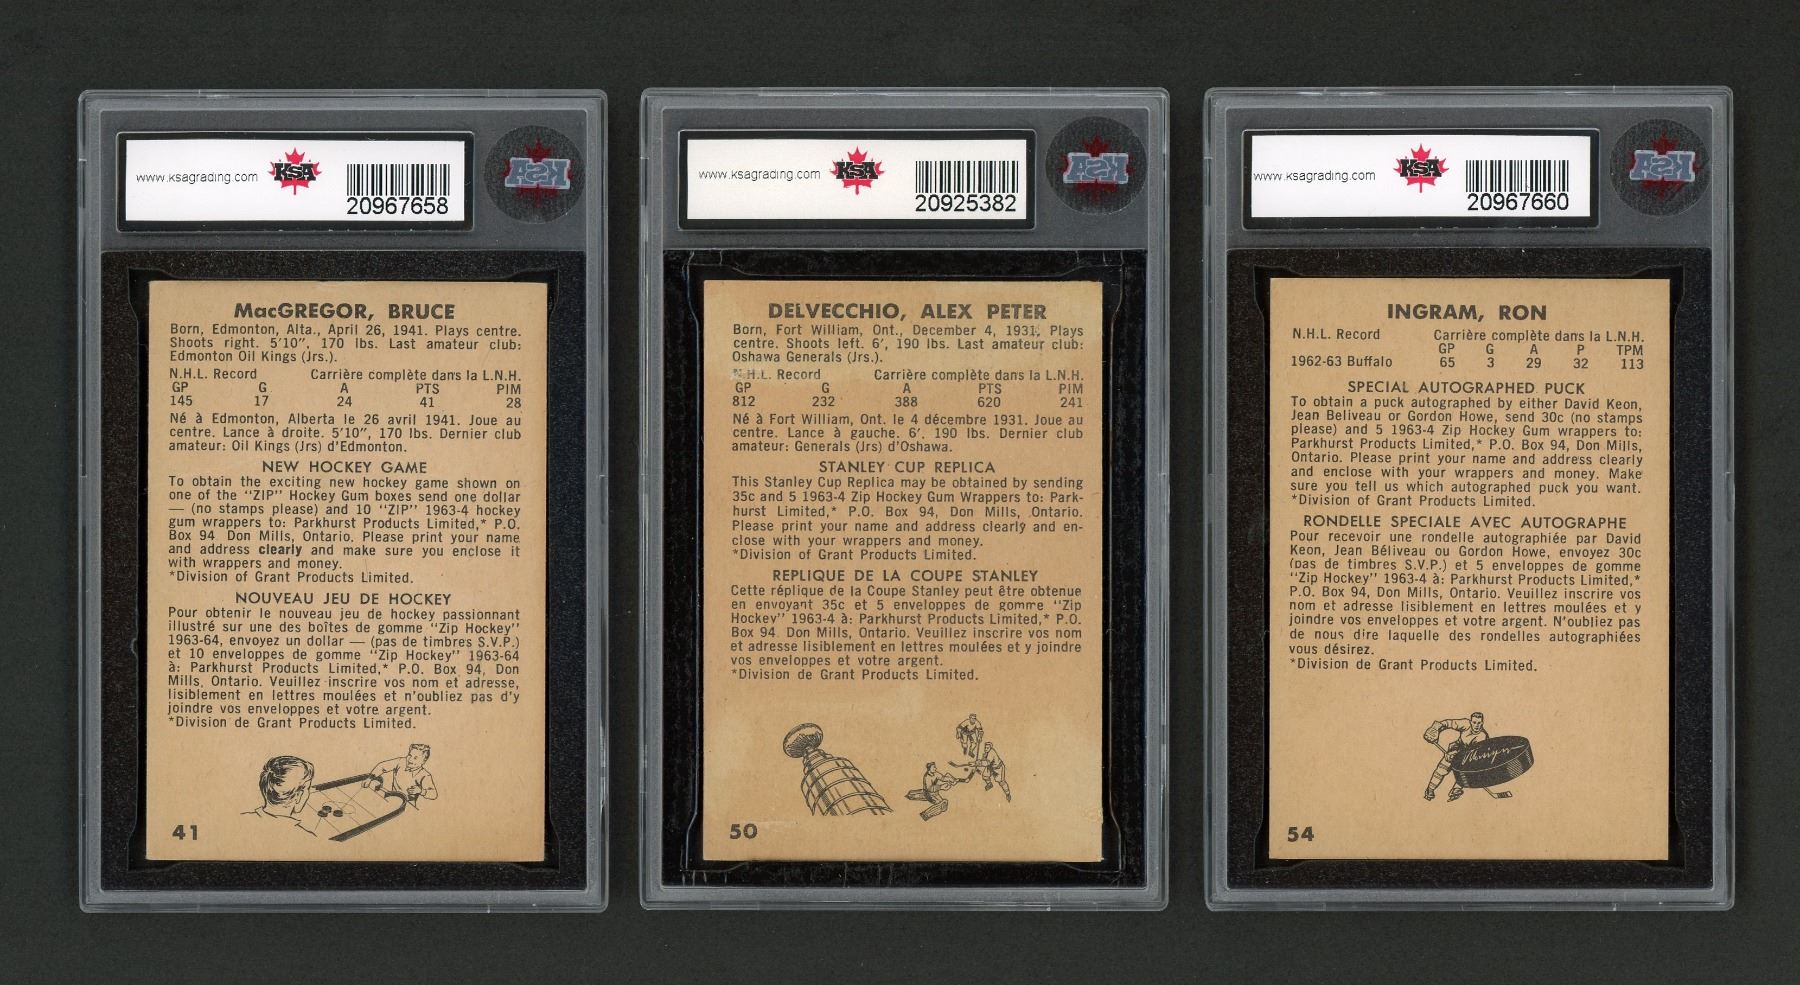 www.ksagrading.com
KSA
20967658
KSA
MacGREGOR, BRUCE
Born, Edmonton, Alta., April 26, 1941. Plays centre.
Shoots right. 5'10", 170 lbs. Last amateur club:
Edmonton Oil Kings (Jrs.).
N.H.L. Record Carrière complète dans la L.N.H.
GP G A PTS PIM
145 17 24 41 28
Né à Edmonton, Alberta le 26 avril 1941. Joue au
centre. Lance à droite. 5'10", 170 lbs. Dernier club
amateur: Oil Kings (Jrs) d'Edmonton.
NEW HOCKEY GAME
To obtain the exciting new hockey game shown on
one of the "ZIP" Hockey Gum boxes send one dollar
— (no stamps please) and 10 "ZIP" 1963-4 hockey
gum wrappers to: Parkhurst Products Limited,* P.O.
Box 94 Don Mills, Ontario. Please print your name
and address clearly and make sure you enclose it
with wrappers and money.
*Division of Grant Products Limited.
NOUVEAU JEU DE HOCKEY
Pour obtenir le nouveau jeu de hockey passionnant
illustré sur une des boîtes de gomme "Zip Hockey"
1963-64, envoyez un dollar — (pas de timbres S.V.P.)
et 10 enveloppes de gomme "Zip Hockey" 1963-64
à: Parkhurst Products Limited,* P.O. Box 94, Don
Mills, Ontario. Veuillez inscrire vos nom et adresse,
lisiblement en lettres moulées et n'oubliez pas d'y
joindre vos enveloppes et votre argent.
*Division de Grant Products Limited.
41
www.ksagrading.com
KSA
20925382
KSA
DELVECCHIO, ALEX PETER
Born, Fort William, Ont., December 4, 1931, Plays
centre. Shoots left. 6', 190 lbs. Last amateur club:
Oshawa Generals (Jrs.).
N.H.L. Record Carrière complète dans la L.N.H.
GP G A PTS PIM
812 232 388 620 241
Né à Fort William, Ont. le 4 décembre 1931. Joue au
centre. Lance à gauche. 6'. 190 lbs. Dernier club
amateur: Generals (Jrs) d'Oshawa.
STANLEY CUP REPLICA
This Stanley Cup Replica may be obtained by sending
35c and 5 1963-4 Zip Hockey Gum Wrappers to: Park-
hurst Limited,* P.O. Box 94, Don Mills, Ontario.
Please print your name and address clearly and en-
close with your wrappers and money.
*Division of Grant Products Limited.
REPLIQUE DE LA COUPE STANLEY
Cette réplique de la Coupe Stanley peut être obtenue
en envoyant 35c et 5 enveloppes de gomme "Zip
Hockey" 1963-4 à: Parkhurst Products Limited,* P.O.
Box 94 Don Mills, Ontario. Veuillez inscrire vos nom
et adresse lisiblement en lettres moulées et y joindre
vos enveloppes et votre argent.
*Division de Grant Products Limited.
50
www.ksagrading.com
KSA
20967660
KSA
INGRAM, RON
N.H.L. Record Carrière complète dans la L.N.H.
GP G A P TPM
1962-63 Buffalo 65 3 29 32 113
SPECIAL AUTOGRAPHED PUCK
To obtain a puck autographed by either David Keon,
Jean Beliveau or Gordon Howe, send 30c (no stamps
please) and 5 1963-4 Zip Hockey Gum wrappers to:
Parkhurst Products Limited,* P.O. Box 94, Don Mills,
Ontario. Please print your name and address clearly
and enclose with your wrappers and money. Make
sure you tell us which autographed puck you want.
*Division of Grant Products Limited.
RONDELLE SPECIALE AVEC AUTOGRAPHE
Pour recevoir une rondelle autographiée par David
Keon, Jean Béliveau ou Gordon Howe, envoyez 30c
(pas de timbres S.V.P.) et 5 enveloppes de gomme
"Zip Hockey" 1963-4 à: Parkhurst Products Limited,*
P.O. Box 94, Don Mills, Ontario. Veuillez inscrire vos
nom et adresse lisiblement en lettres moulées et y
joindre vos enveloppes et votre argent. N'oubliez pas
de nous dire laquelle des rondelles autographiées
vous désirez.
*Division de Grant Products Limited.
54